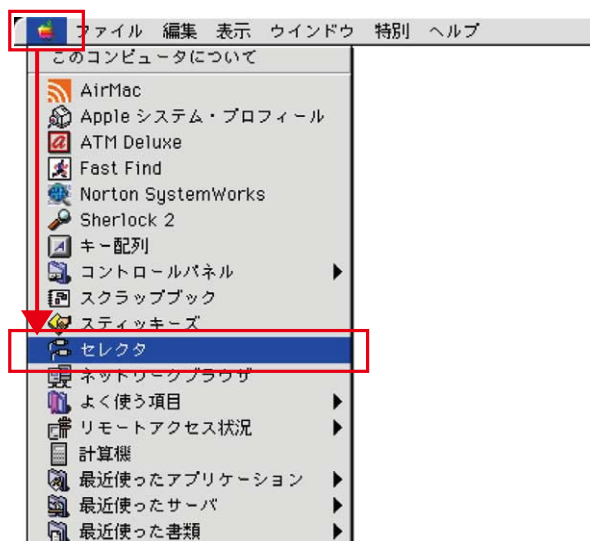 ファイル 編集 表示 ウインドウ 特別 ヘルプ
このコンピュータについて
AirMac
Apple システム・プロフィール
ATM Deluxe
Fast Find
Norton SystemWorks
Sherlock 2
キー配列
コントロールパネル
スクラップブック
スティッキーズ
セレクタ
ネットワークブラウザ
よく使う項目
リモートアクセス状況
計算機
最近使ったアプリケーション
最近使ったサーバ
最近使った書類